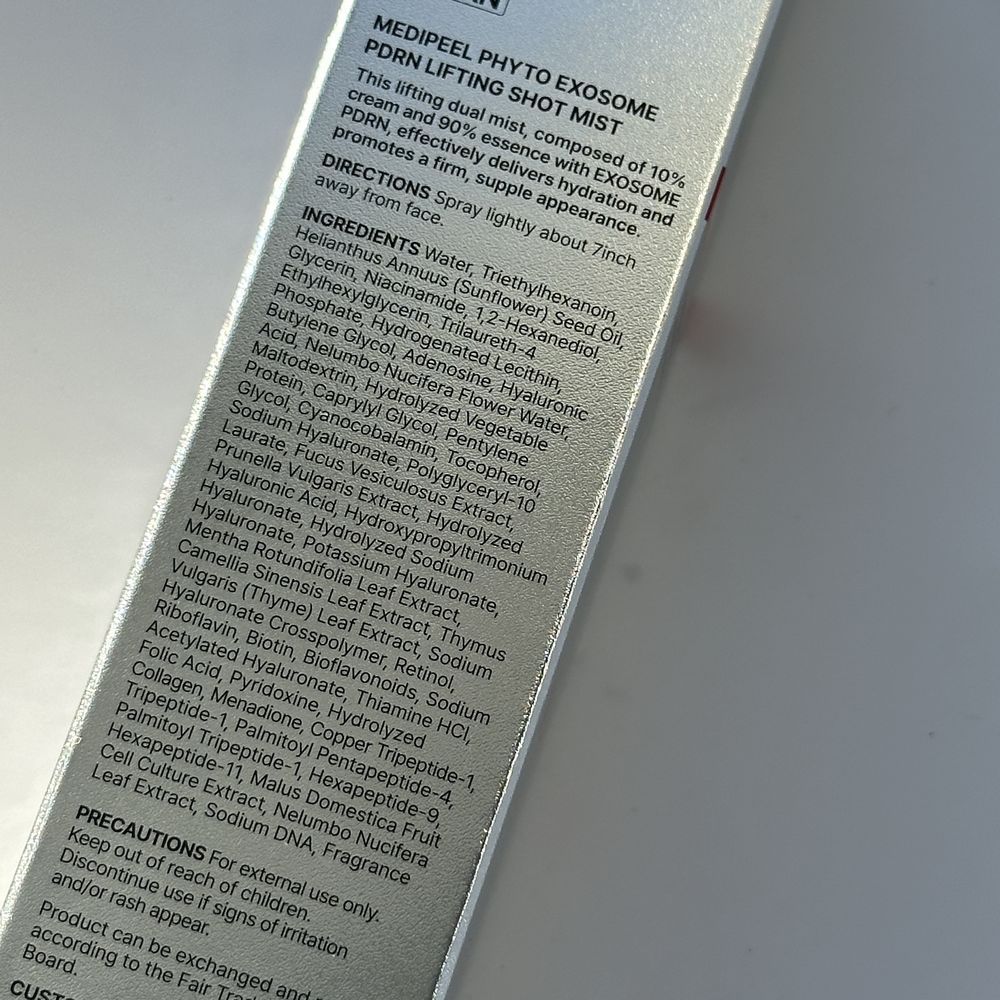 MEDIPEEL PHYTO EXOSOME
PDRN LIFTING SHOT MIST
This lifting dual mist, composed of 10%
cream and 90% essence with EXOSOME
PDRN, effectively delivers hydration and
promotes a firm, supple appearance.
DIRECTIONS Spray lightly about 7inch
away from face.
INGREDIENTS Water, Triethylhexanoin,
Helianthus Annuus (Sunflower) Seed Oil,
Glycerin, Niacinamide, 1,2-Hexanediol,
Ethylhexylglycerin, Trilaureth-4
Phosphate, Hydrogenated Lecithin,
Butylene Glycol, Adenosine, Hyaluronic
Acid, Nelumbo Nucifera Flower Water,
Maltodextrin, Hydrolyzed Vegetable
Protein, Caprylyl Glycol, Pentylene
Glycol, Cyanocobalamin, Tocopherol,
Sodium Hyaluronate, Polyglyceryl-10
Laurate, Fucus Vesiculosus Extract,
Prunella Vulgaris Extract, Hydrolyzed
Hyaluronic Acid, Hydroxypropyltrimonium
Hyaluronate, Hydrolyzed Sodium
Hyaluronate, Potassium Hyaluronate,
Mentha Rotundifolia Leaf Extract,
Camellia Sinensis Leaf Extract, Thymus
Vulgaris (Thyme) Leaf Extract, Sodium
Hyaluronate Crosspolymer, Retinol,
Riboflavin, Biotin, Bioflavonoids, Sodium
Acetylated Hyaluronate, Thiamine HCl,
Folic Acid, Pyridoxine, Hydrolyzed
Collagen, Menadione, Copper Tripeptide-1,
Tripeptide-1, Palmitoyl Pentapeptide-4,
Palmitoyl Tripeptide-1, Hexapeptide-9,
Hexapeptide-11, Malus Domestica Fruit
Cell Culture Extract, Nelumbo Nucifera
Leaf Extract, Sodium DNA, Fragrance
PRECAUTIONS For external use only.
Keep out of reach of children.
Discontinue use if signs of irritation
and/or rash appear.
Product can be exchanged and
according to the Fair
Board.